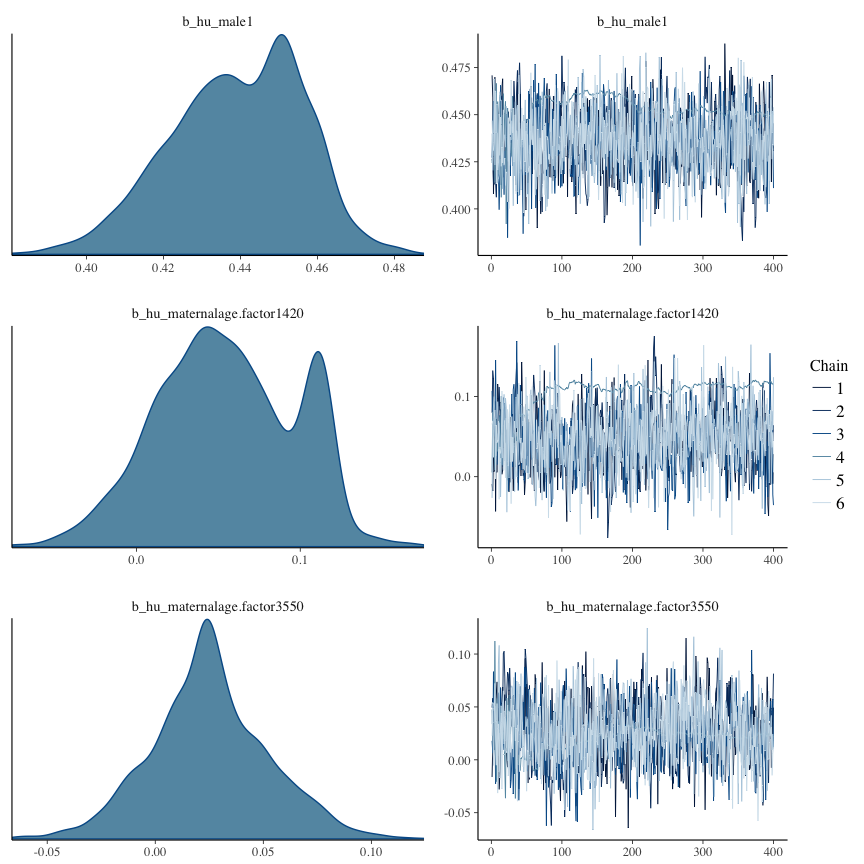 b_hu_male1
0.40 0.42 0.44 0.46 0.48
b_hu_male1
0.475
0.450
0.425
0.400
0 100 200 300 400
b_hu_maternalage.factor1420
0.0 0.1
b_hu_maternalage.factor1420
0.1
0.0
0 100 200 300 400
b_hu_maternalage.factor3550
-0.05 0.00 0.05 0.10
b_hu_maternalage.factor3550
0.10
0.05
0.00
-0.05
0 100 200 300 400
Chain
1
2
3
4
5
6